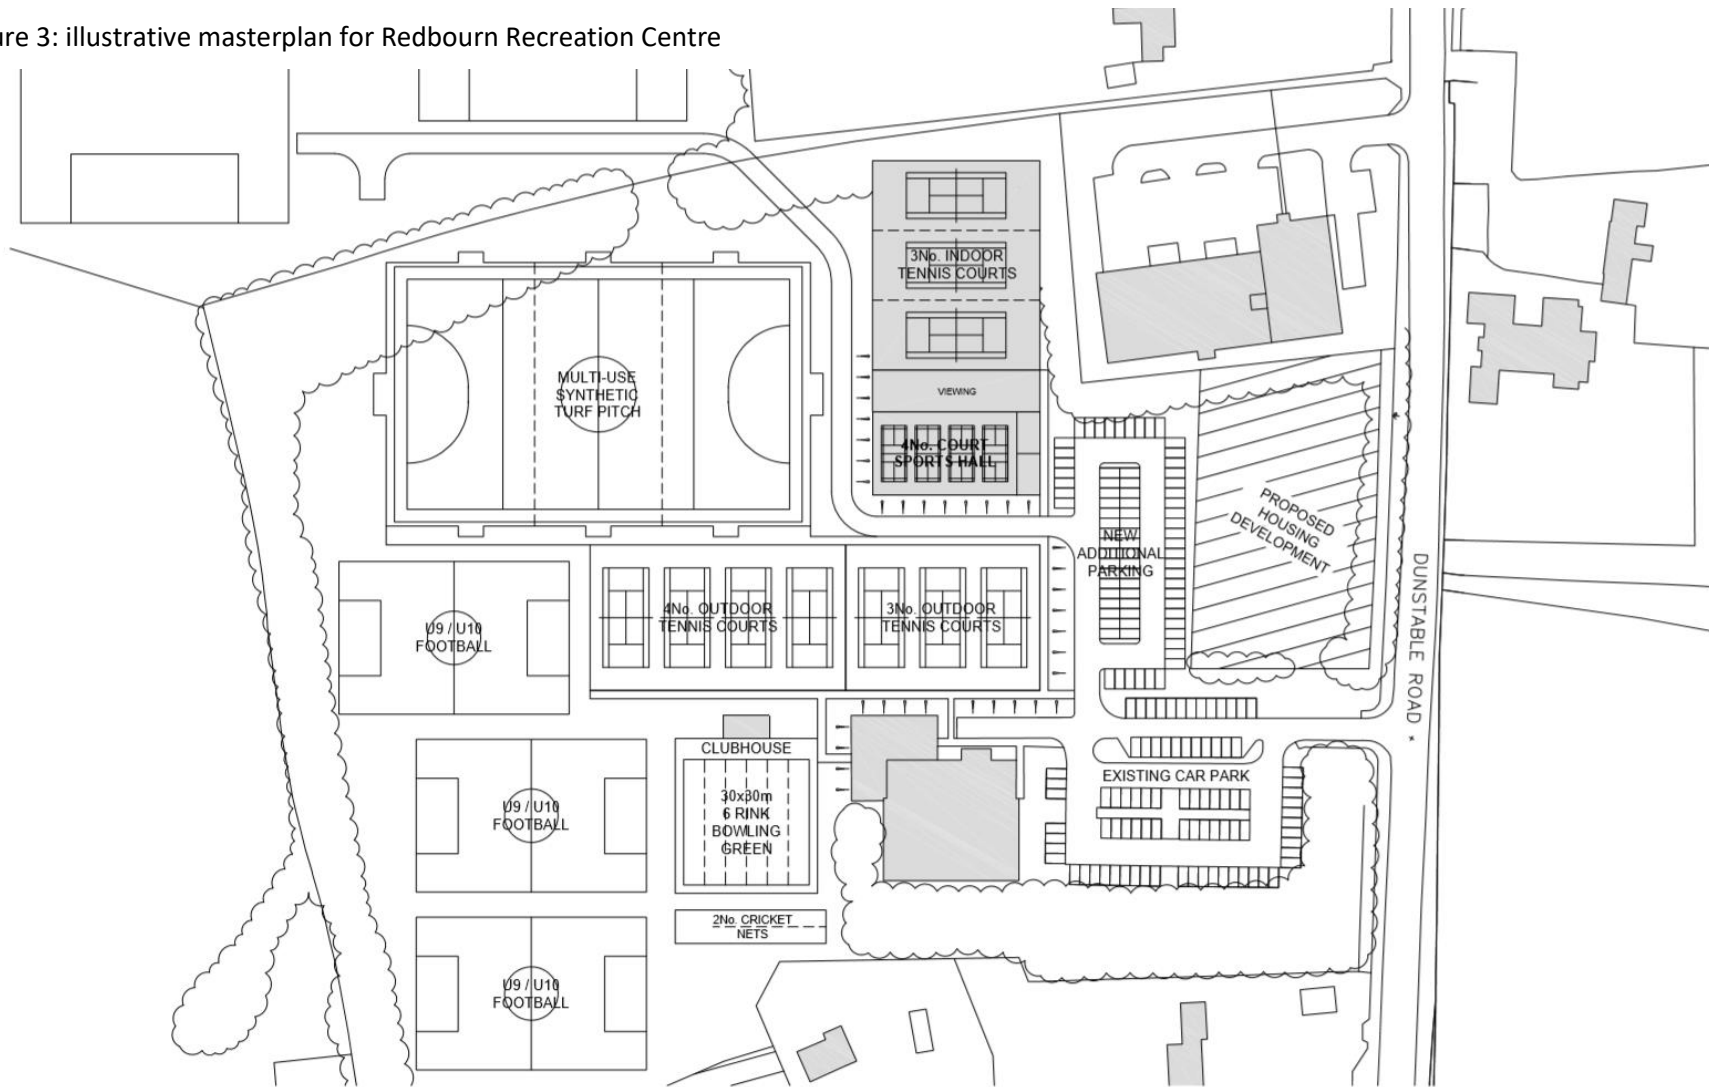 ure 3: illustrative masterplan for Redbourn Recreation Centre
3No. INDOOR
TENNIS COURTS
MULTI-USE
SYNTHETIC
TURF PITCH
VIEWING
4No. COURT
SPORTS HALL
PROPOSED
HOUSING
DEVELOPMENT
NEW
ADDITIONAL
PARKING
DUNSTABLE ROAD
U9 / U10
FOOTBALL
4No. OUTDOOR
TENNIS COURTS
3No. OUTDOOR
TENNIS COURTS
CLUBHOUSE
30x30m
6 RINK
BOWLING
GREEN
EXISTING CAR PARK
U9 / U10
FOOTBALL
2No. CRICKET
NETS
U9 / U10
FOOTBALL